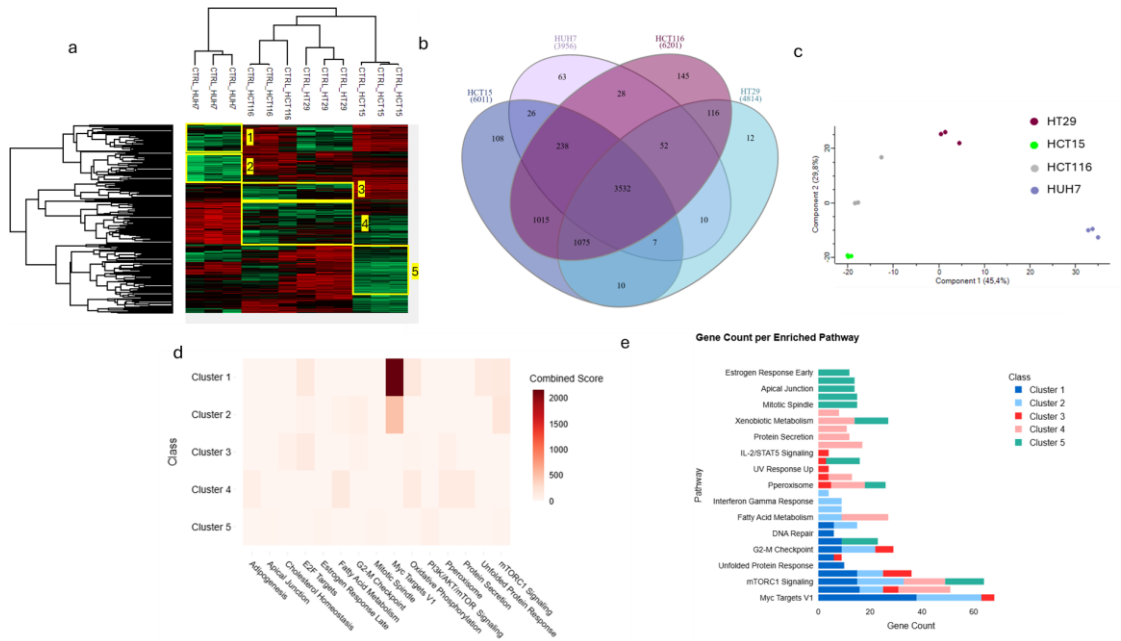 a
CTRL_HUH7
CTRL_HUH7
CTRL_HUH7
CTRL_HCT116
CTRL_HCT116
CTRL_HCT116
CTRL_HT29
CTRL_HT29
CTRL_HT29
CTRL_HCT15
CTRL_HCT15
CTRL_HCT15
1
2
3
4
5
b
HUH7
(3956)
HCT116
(6201)
HCT15
(6011)
HT29
(4814)
63
145
28
26
116
108
238
52
12
3532
1015
10
1075
7
10
c
HT29
HCT15
HCT116
HUH7
Component 2 (29,8%)
20
0
-20
-20
-10
0
10
20
30
Component 1 (45,4%)
d
Class
Cluster 1
Cluster 2
Cluster 3
Cluster 4
Cluster 5
Combined Score
2000
1500
1000
500
0
Adipogenesis
Apical Junction
Cholesterol Homeostasis
E2F Targets
Estrogen Response Late
Fatty Acid Metabolism
G2-M Checkpoint
Mitotic Spindle
Myc Targets V1
Oxidative Phosphorylation
PI3K/AKT/mTOR Signaling
Pperoxisome
Protein Secretion
Unfolded Protein Response
mTORC1 Signaling
e
Gene Count per Enriched Pathway
Pathway
Estrogen Response Early
Apical Junction
Mitotic Spindle
Xenobiotic Metabolism
Protein Secretion
IL-2/STAT5 Signaling
UV Response Up
Pperoxisome
Interferon Gamma Response
Fatty Acid Metabolism
DNA Repair
G2-M Checkpoint
Unfolded Protein Response
mTORC1 Signaling
Myc Targets V1
0
20
40
60
Gene Count
Class
Cluster 1
Cluster 2
Cluster 3
Cluster 4
Cluster 5